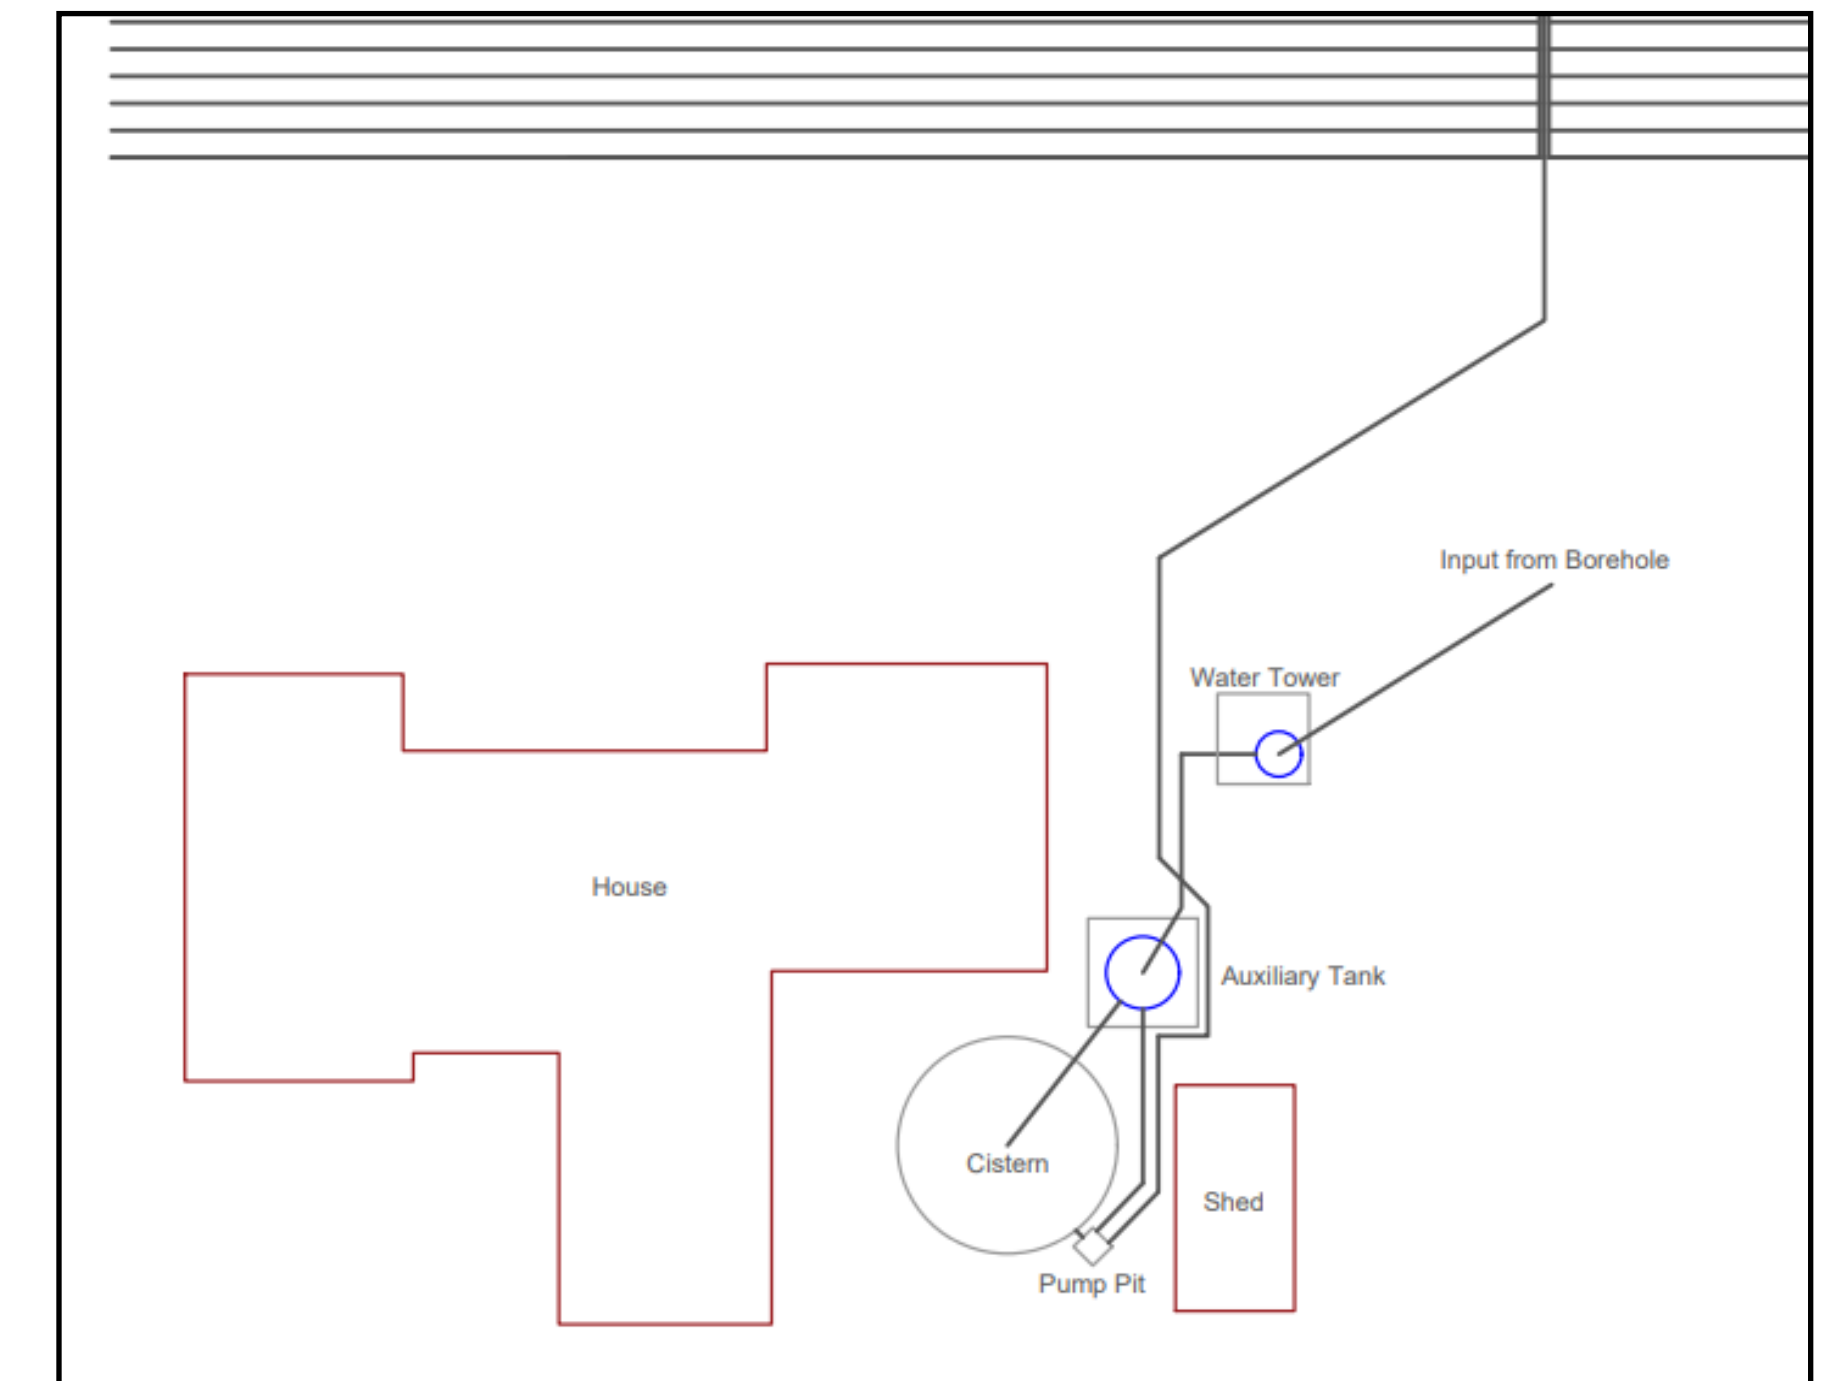 Input from Borehole
Water Tower
House
Auxiliary Tank
Cistern
Shed
Pump Pit